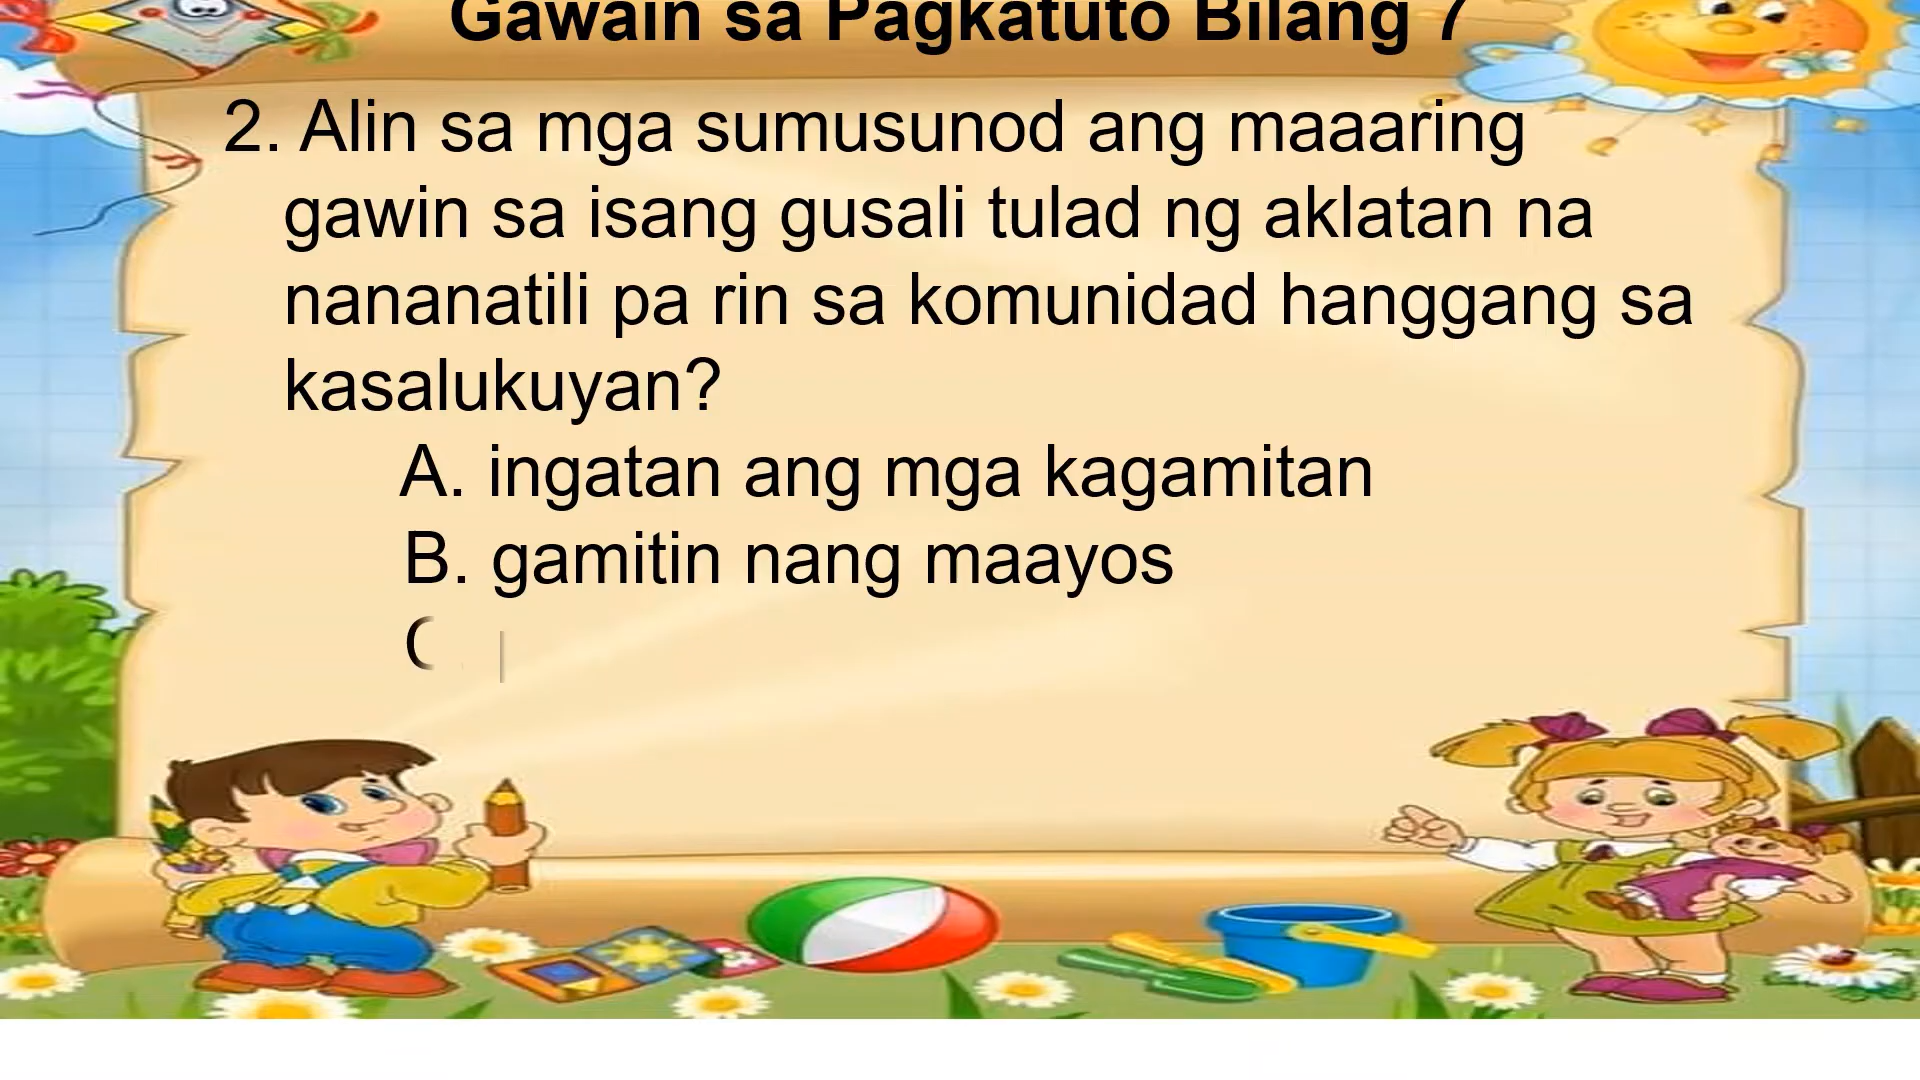 Gawain sa Pagkatuto Bilang 7
2. Alin sa mga sumusunod ang maaaring
gawin sa isang gusali tulad ng aklatan na
nananatili pa rin sa komunidad hanggang sa
kasalukuyan?
A. ingatan ang mga kagamitan
B. gamitin nang maayos
C